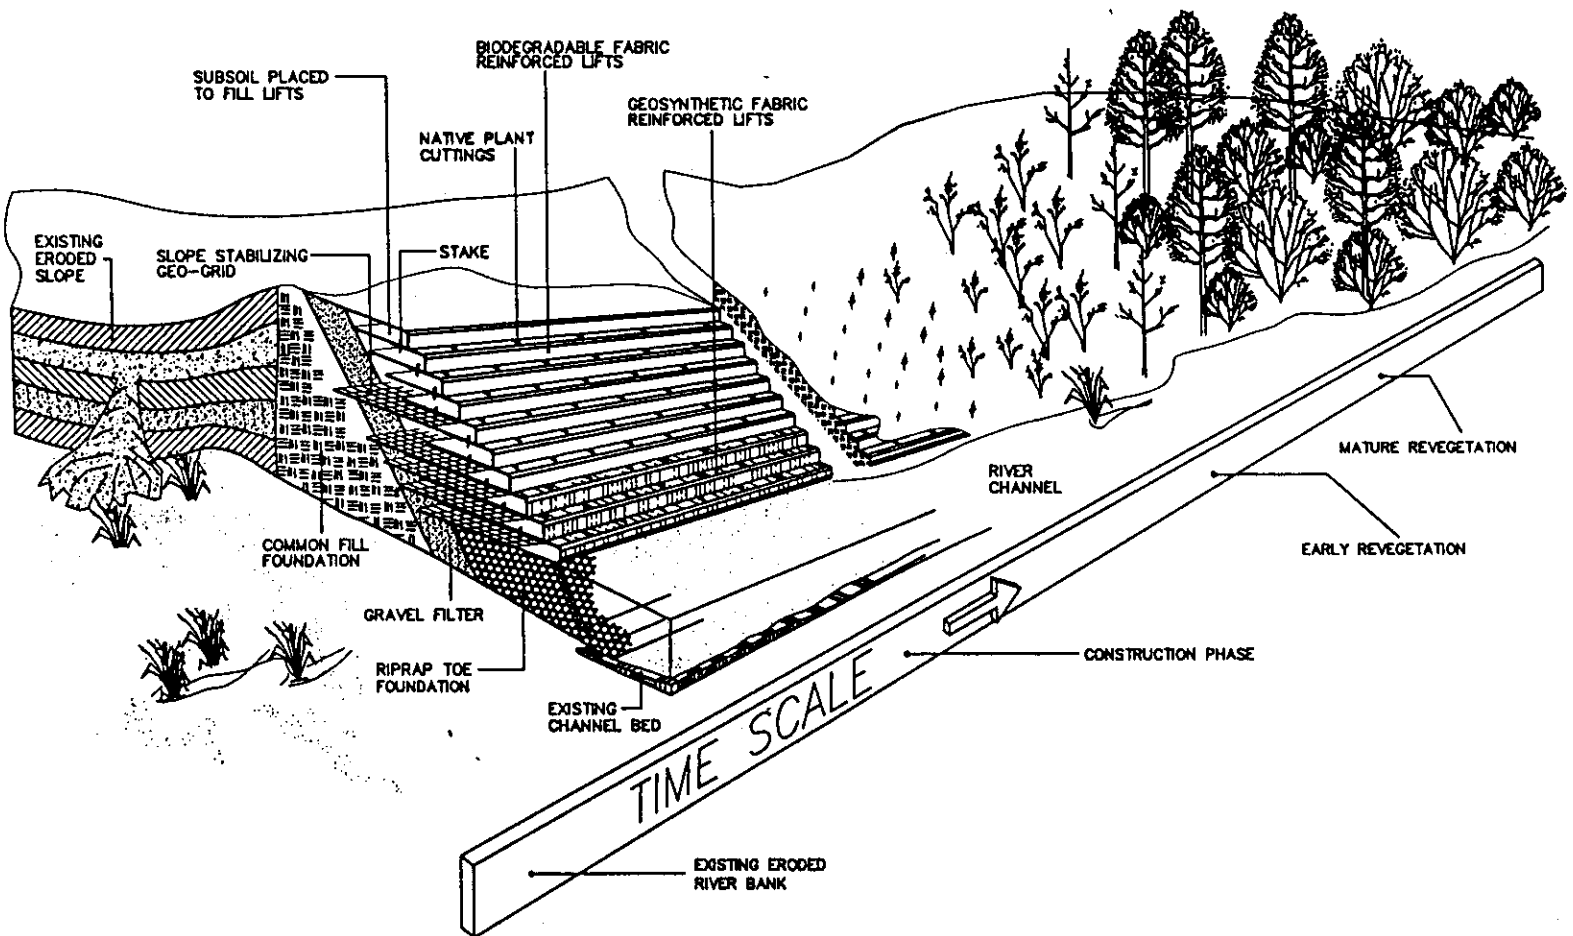 BIODEGRADABLE FABRIC
REINFORCED LIFTS
SUBSOIL PLACED
TO FILL LIFTS
GEOSYNTHETIC FABRIC
REINFORCED LIFTS
NATIVE PLANT
CUTTINGS
EXISTING
ERODED
SLOPE
SLOPE STABILIZING
GEO-GRID
STAKE
MATURE REVEGETATION
RIVER
CHANNEL
EARLY REVEGETATION
COMMON FILL
FOUNDATION
GRAVEL FILTER
RIPRAP TOE
FOUNDATION
EXISTING
CHANNEL BED
CONSTRUCTION PHASE
TIME SCALE
EXISTING ERODED
RIVER BANK